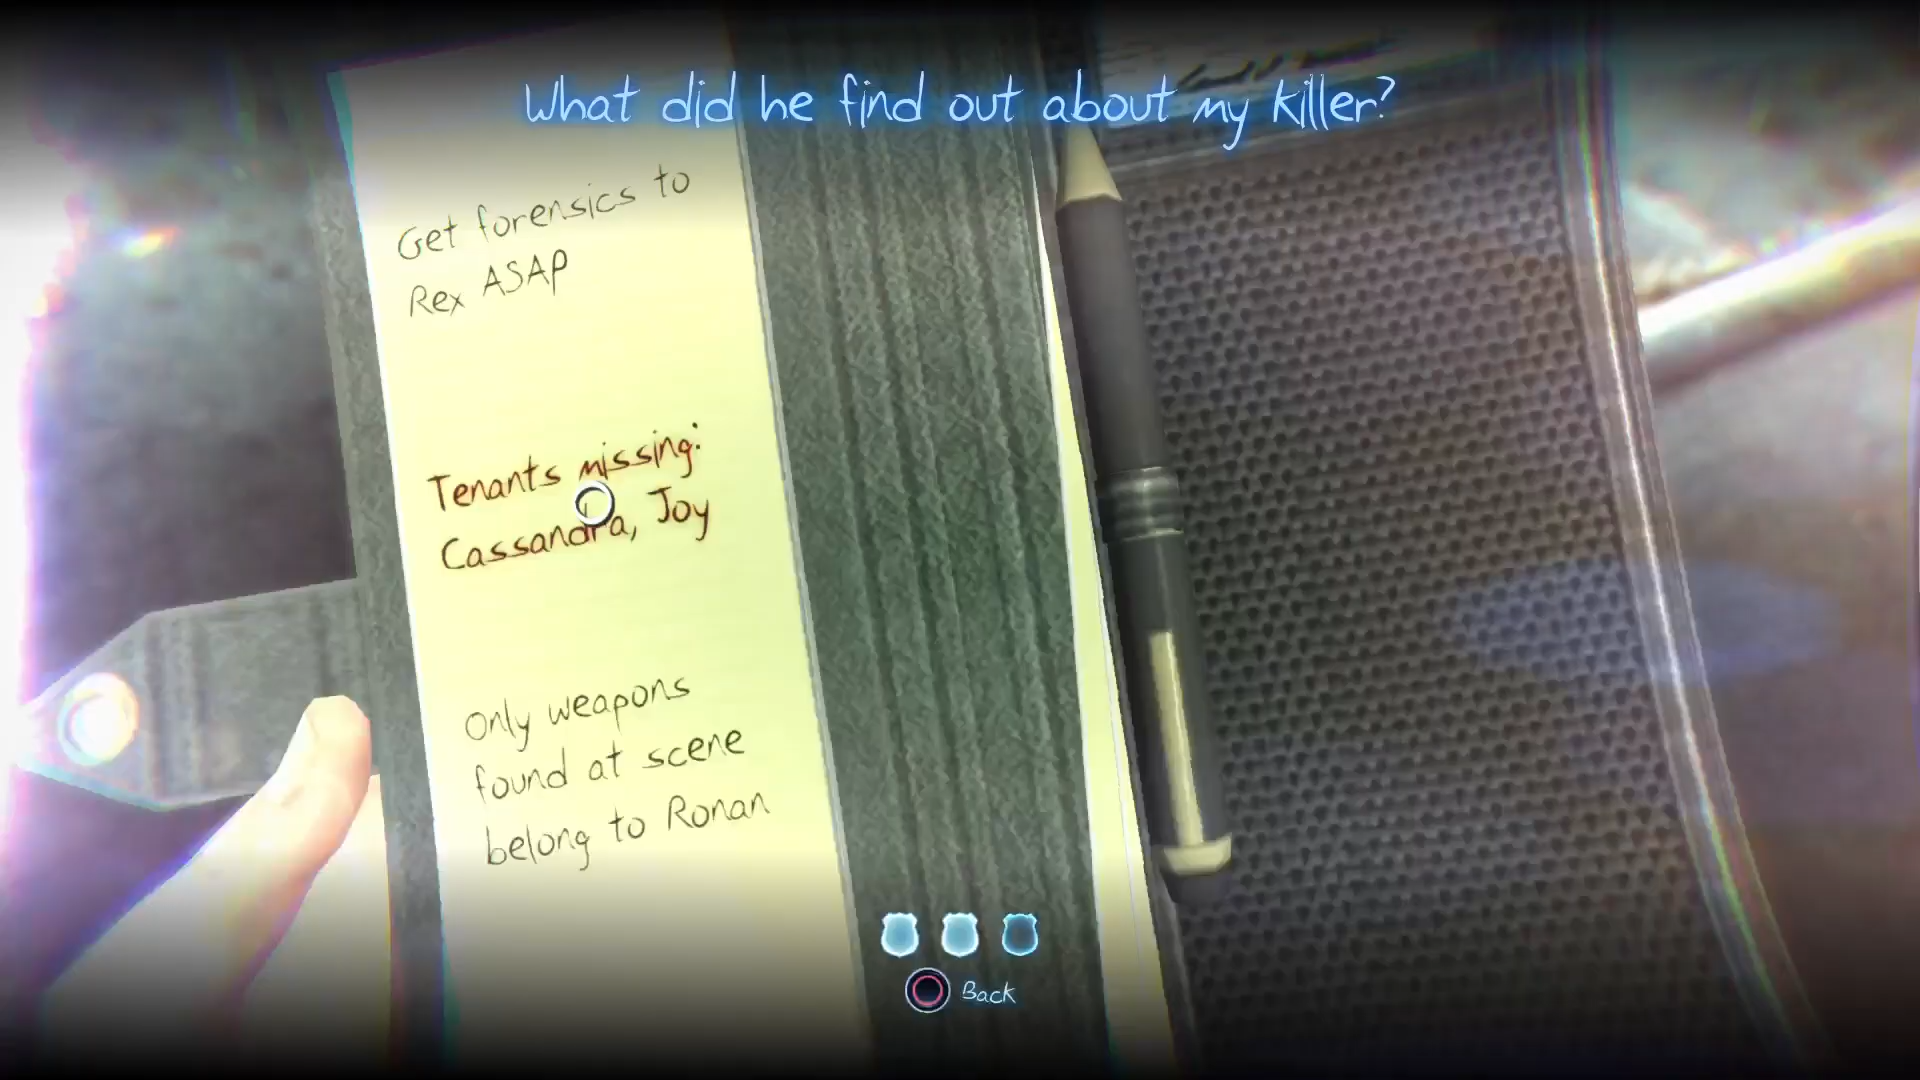 What did he find out about my killer?
Get forensics to
Rex ASAP
Tenants missing:
Cassandra, Joy
Only weapons
found at scene
belong to Ronan
Back